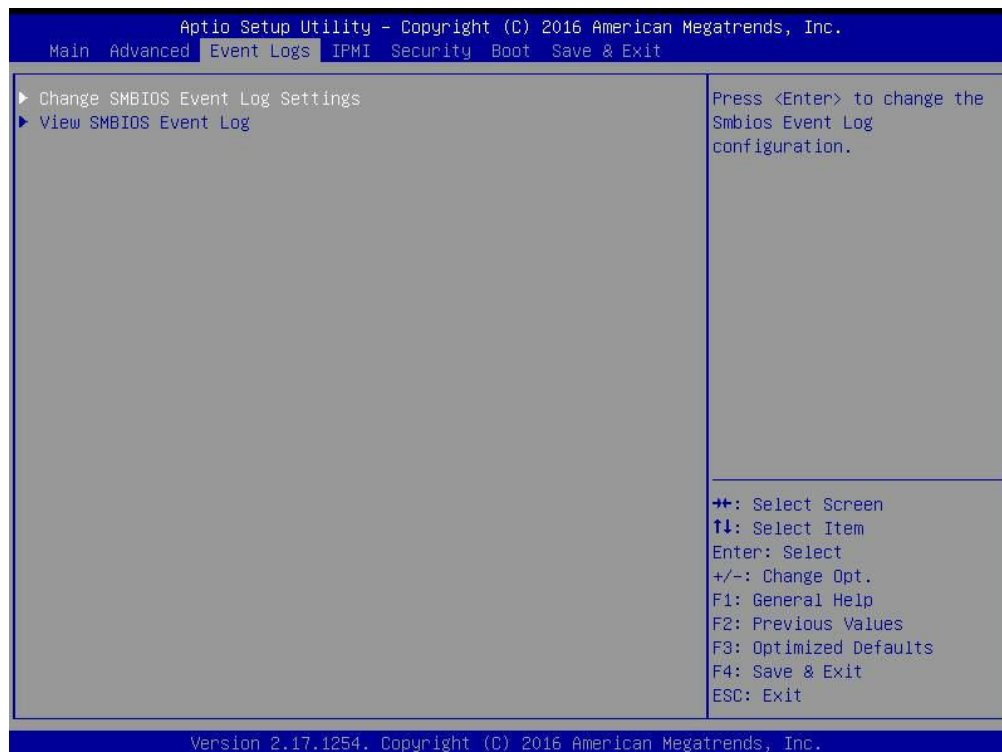 Aptio Setup Utility – Copyright (C) 2016 American Megatrends, Inc.
Main Advanced Event Logs IPMI Security Boot Save & Exit
▶ Change SMBIOS Event Log Settings
▶ View SMBIOS Event Log
Press <Enter> to change the
Smbios Event Log
configuration.
→←: Select Screen
↑↓: Select Item
Enter: Select
+/-: Change Opt.
F1: General Help
F2: Previous Values
F3: Optimized Defaults
F4: Save & Exit
ESC: Exit
Version 2.17.1254. Copyright (C) 2016 American Megatrends, Inc.